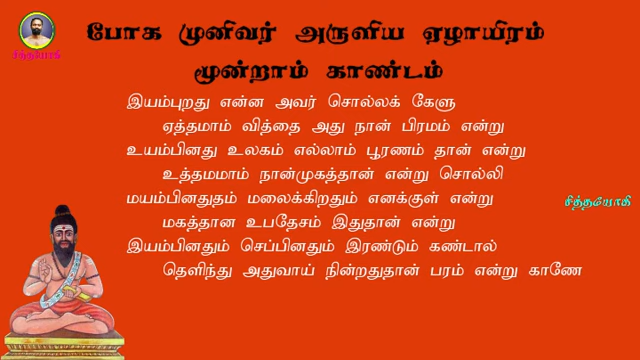 சித்தயோகி
போக முனிவர் அருளிய ஏழாயிரம்
மூன்றாம் காண்டம்
இயம்புறது என்ன அவர் சொல்லக் கேளு
ஏத்தமாம் வித்தை அது நான் பிரமம் என்று
உயம்பினது உலகம் எல்லாம் பூரணம் தான் என்று
உத்தமமாம் நான்முகத்தான் என்று சொல்லி
மயம்பினதுதம் மலைக்கிறதும் எனக்குள் என்று
சித்தயோகி
மகத்தான உபதேசம் இதுதான் என்று
இயம்பினதும் செப்பினதும் இரண்டும் கண்டால்
தெளிந்து அதுவாய் நின்றதுதான் பரம் என்று காணே